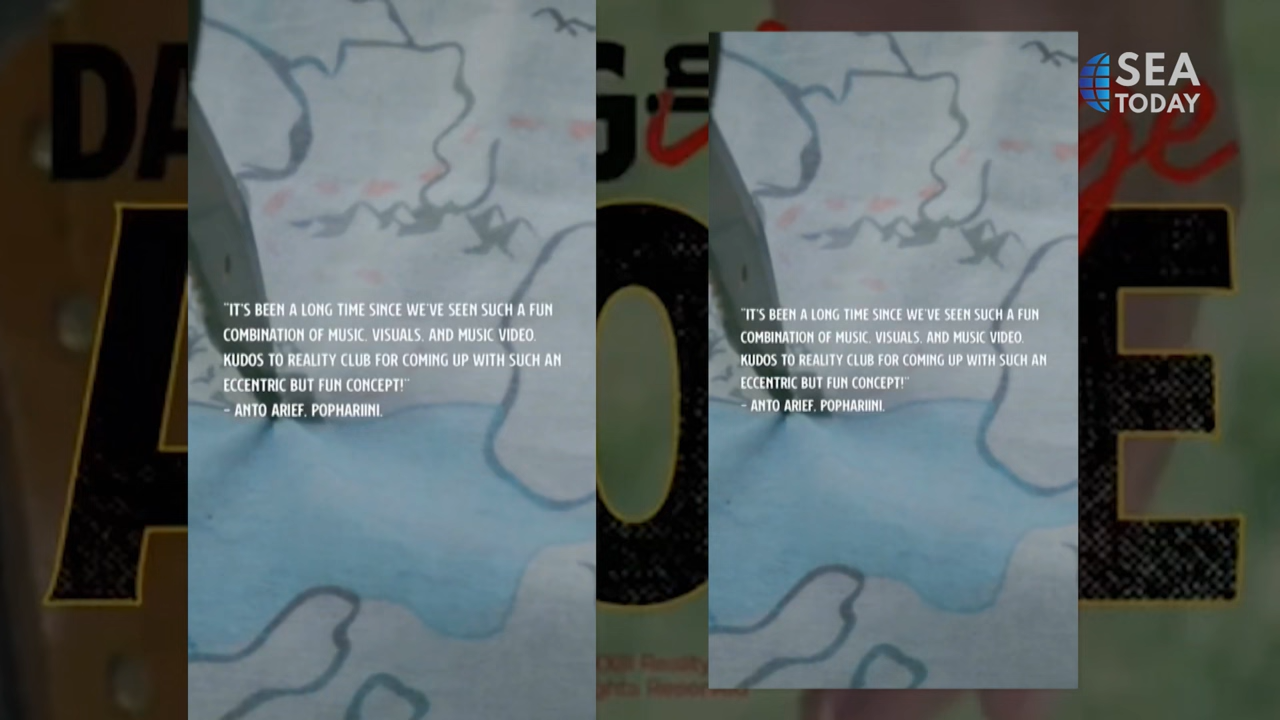 SEA
TODAY
"IT'S BEEN A LONG TIME SINCE WE'VE SEEN SUCH A FUN
COMBINATION OF MUSIC, VISUALS, AND MUSIC VIDEO.
KUDOS TO REALITY CLUB FOR COMING UP WITH SUCH AN
ECCENTRIC BUT FUN CONCEPT!"
- ANTO ARIEF, POPHARIINI.
"IT'S BEEN A LONG TIME SINCE WE'VE SEEN SUCH A FUN
COMBINATION OF MUSIC, VISUALS, AND MUSIC VIDEO.
KUDOS TO REALITY CLUB FOR COMING UP WITH SUCH AN
ECCENTRIC BUT FUN CONCEPT!"
- ANTO ARIEF, POPHARIINI.